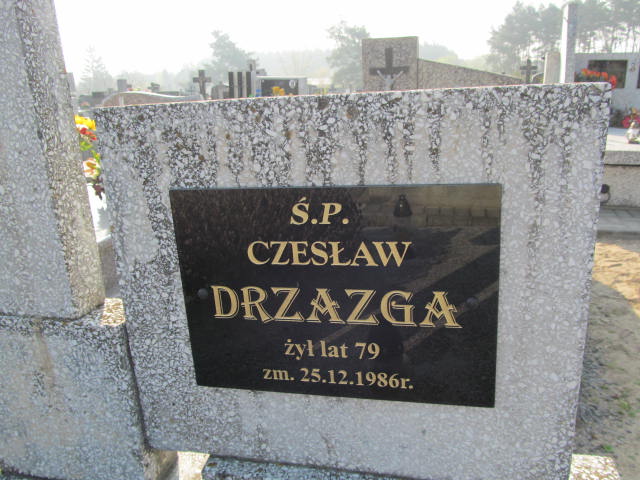 Ś.P.
CZESŁAW
DRZAZGA
żył lat 79
zm. 25.12.1986r.